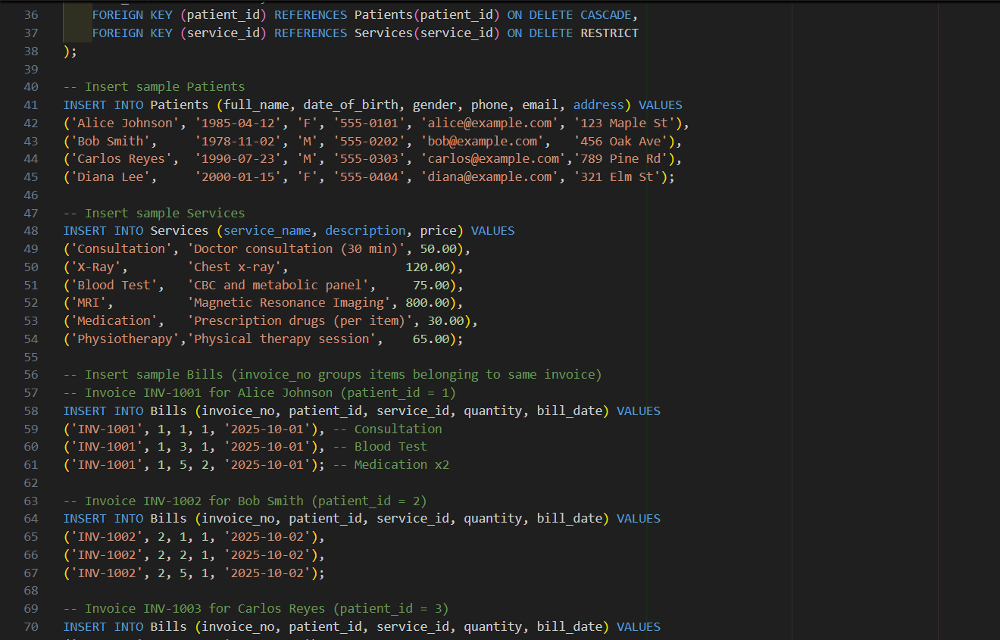 36 FOREIGN KEY (patient_id) REFERENCES Patients(patient_id) ON DELETE CASCADE,
37 FOREIGN KEY (service_id) REFERENCES Services(service_id) ON DELETE RESTRICT
38 );
39
40 -- Insert sample Patients
41 INSERT INTO Patients (full_name, date_of_birth, gender, phone, email, address) VALUES
42 ('Alice Johnson', '1985-04-12', 'F', '555-0101', 'alice@example.com', '123 Maple St'),
43 ('Bob Smith',     '1978-11-02', 'M', '555-0202', 'bob@example.com',   '456 Oak Ave'),
44 ('Carlos Reyes',  '1990-07-23', 'M', '555-0303', 'carlos@example.com','789 Pine Rd'),
45 ('Diana Lee',     '2000-01-15', 'F', '555-0404', 'diana@example.com', '321 Elm St');
46
47 -- Insert sample Services
48 INSERT INTO Services (service_name, description, price) VALUES
49 ('Consultation', 'Doctor consultation (30 min)', 50.00),
50 ('X-Ray',        'Chest x-ray',                120.00),
51 ('Blood Test',   'CBC and metabolic panel',     75.00),
52 ('MRI',          'Magnetic Resonance Imaging', 800.00),
53 ('Medication',   'Prescription drugs (per item)', 30.00),
54 ('Physiotherapy','Physical therapy session',    65.00);
55
56 -- Insert sample Bills (invoice_no groups items belonging to same invoice)
57 -- Invoice INV-1001 for Alice Johnson (patient_id = 1)
58 INSERT INTO Bills (invoice_no, patient_id, service_id, quantity, bill_date) VALUES
59 ('INV-1001', 1, 1, 1, '2025-10-01'), -- Consultation
60 ('INV-1001', 1, 3, 1, '2025-10-01'), -- Blood Test
61 ('INV-1001', 1, 5, 2, '2025-10-01'); -- Medication x2
62
63 -- Invoice INV-1002 for Bob Smith (patient_id = 2)
64 INSERT INTO Bills (invoice_no, patient_id, service_id, quantity, bill_date) VALUES
65 ('INV-1002', 2, 1, 1, '2025-10-02'),
66 ('INV-1002', 2, 2, 1, '2025-10-02'),
67 ('INV-1002', 2, 5, 1, '2025-10-02');
68
69 -- Invoice INV-1003 for Carlos Reyes (patient_id = 3)
70 INSERT INTO Bills (invoice_no, patient_id, service_id, quantity, bill_date) VALUES